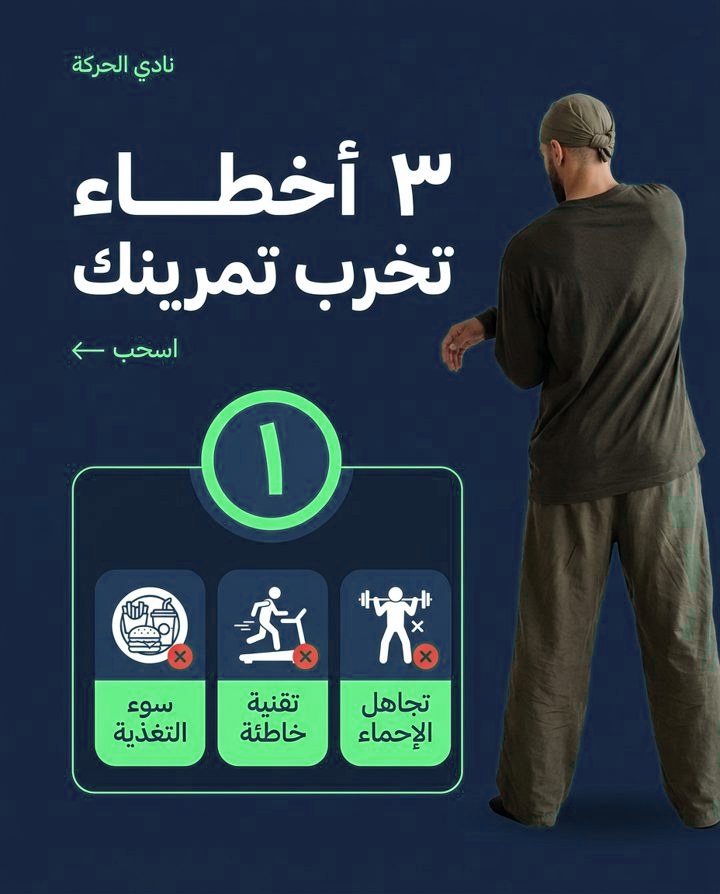 نادي الحركة
٣ أخطـــاء
تخرب تمرينك
اسحب ←
١
تجاهل
الإحماء
تقنية
خاطئة
سوء
التغذية